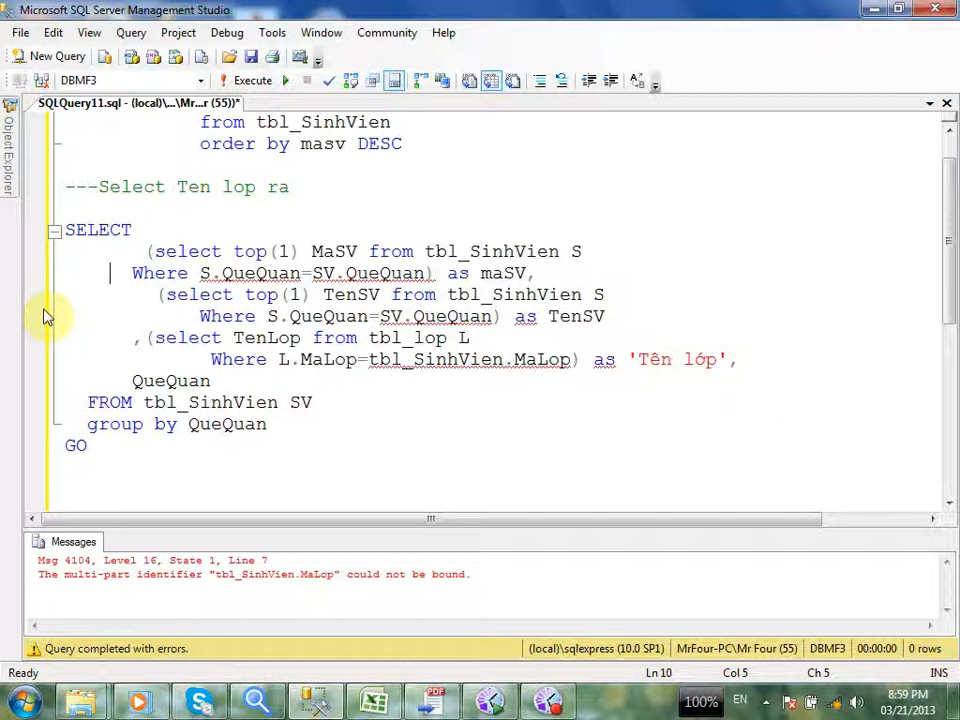 Microsoft SQL Server Management Studio
File Edit View Query Project Debug Tools Window Community Help
New Query
DBMF3 Execute
SQLQuery11.sql - (local)\...\Mr...r (55))*
Object Explorer
from tbl_SinhVien
order by masv DESC
---Select Ten lop ra
SELECT
(select top(1) MaSV from tbl_SinhVien S
Where S.QueQuan=SV.QueQuan) as maSV,
(select top(1) TenSV from tbl_SinhVien S
Where S.QueQuan=SV.QueQuan) as TenSV
,(select TenLop from tbl_lop L
Where L.MaLop=tbl_SinhVien.MaLop) as 'Tên lớp',
QueQuan
FROM tbl_SinhVien SV
group by QueQuan
GO
Messages
Msg 4104, Level 16, State 1, Line 7
The multi-part identifier "tbl_SinhVien.MaLop" could not be bound.
Query completed with errors. (local)\sqlexpress (10.0 SP1) MrFour-PC\Mr Four (55) DBMF3 00:00:00 0 rows
Ready Ln 10 Col 5 Ch 5 INS
PDF 100% EN 8:59 PM
03/21/2013